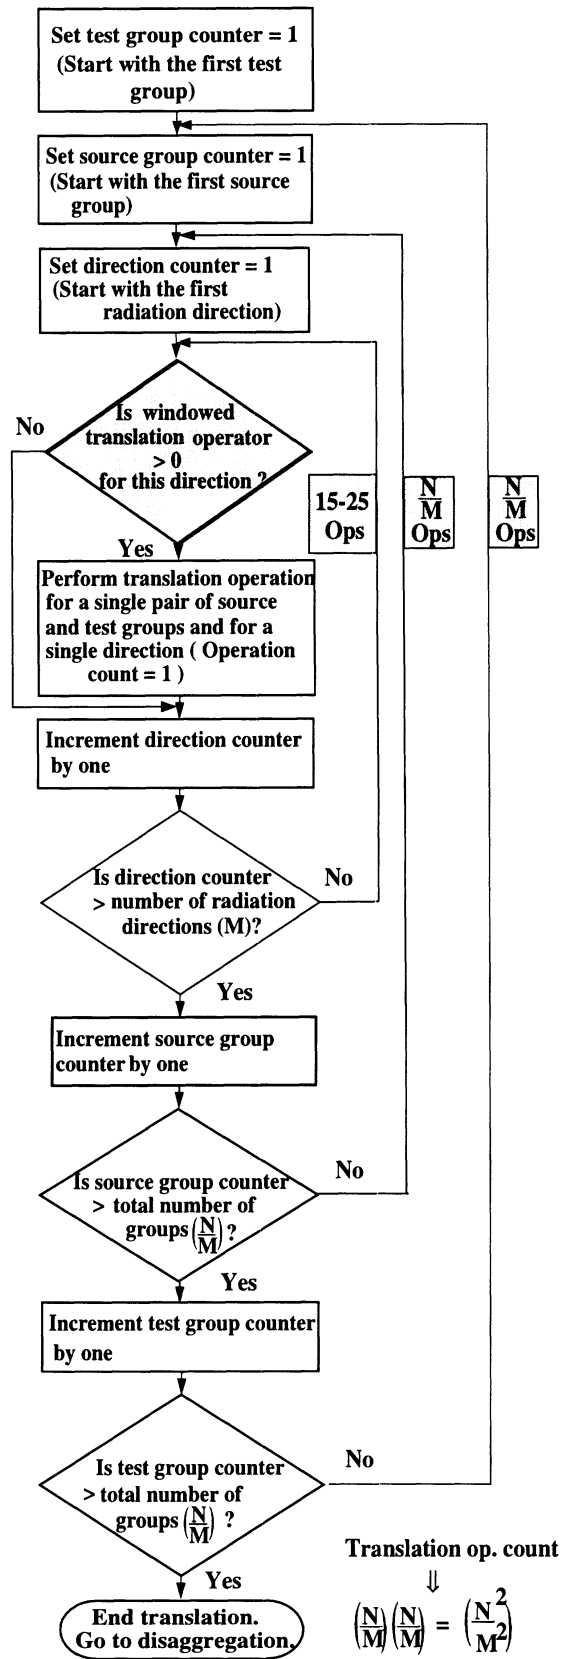 Set test group counter = 1
(Start with the first test
group)
Set source group counter = 1
(Start with the first source
group)
Set direction counter = 1
(Start with the first
radiation direction)
No
Is windowed
translation operator
> 0
for this direction ?
15-25
Ops
N
M
Ops
N
M
Ops
Yes
Perform translation operation
for a single pair of source
and test groups and for a
single direction ( Operation
count = 1 )
Increment direction counter
by one
Is direction counter
> number of radiation
directions (M)?
No
Yes
Increment source group
counter by one
Is source group counter
> total number of
groups (N/M) ?
No
Yes
Increment test group counter
by one
Is test group counter
> total number of
groups (N/M) ?
No
Yes
Translation op. count
⇓
(N/M) (N/M) = (N²/M²)
End translation.
Go to disaggregation.